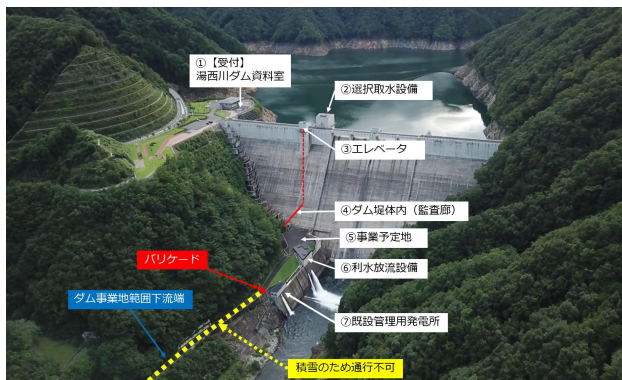 ①【受付】
湯西川ダム資料室
②選択取水設備
③エレベータ
④ダム堤体内（監査廊）
⑤事業予定地
バリケード
⑥利水放流設備
ダム事業地範囲下流端
⑦既設管理用発電所
積雪のため通行不可